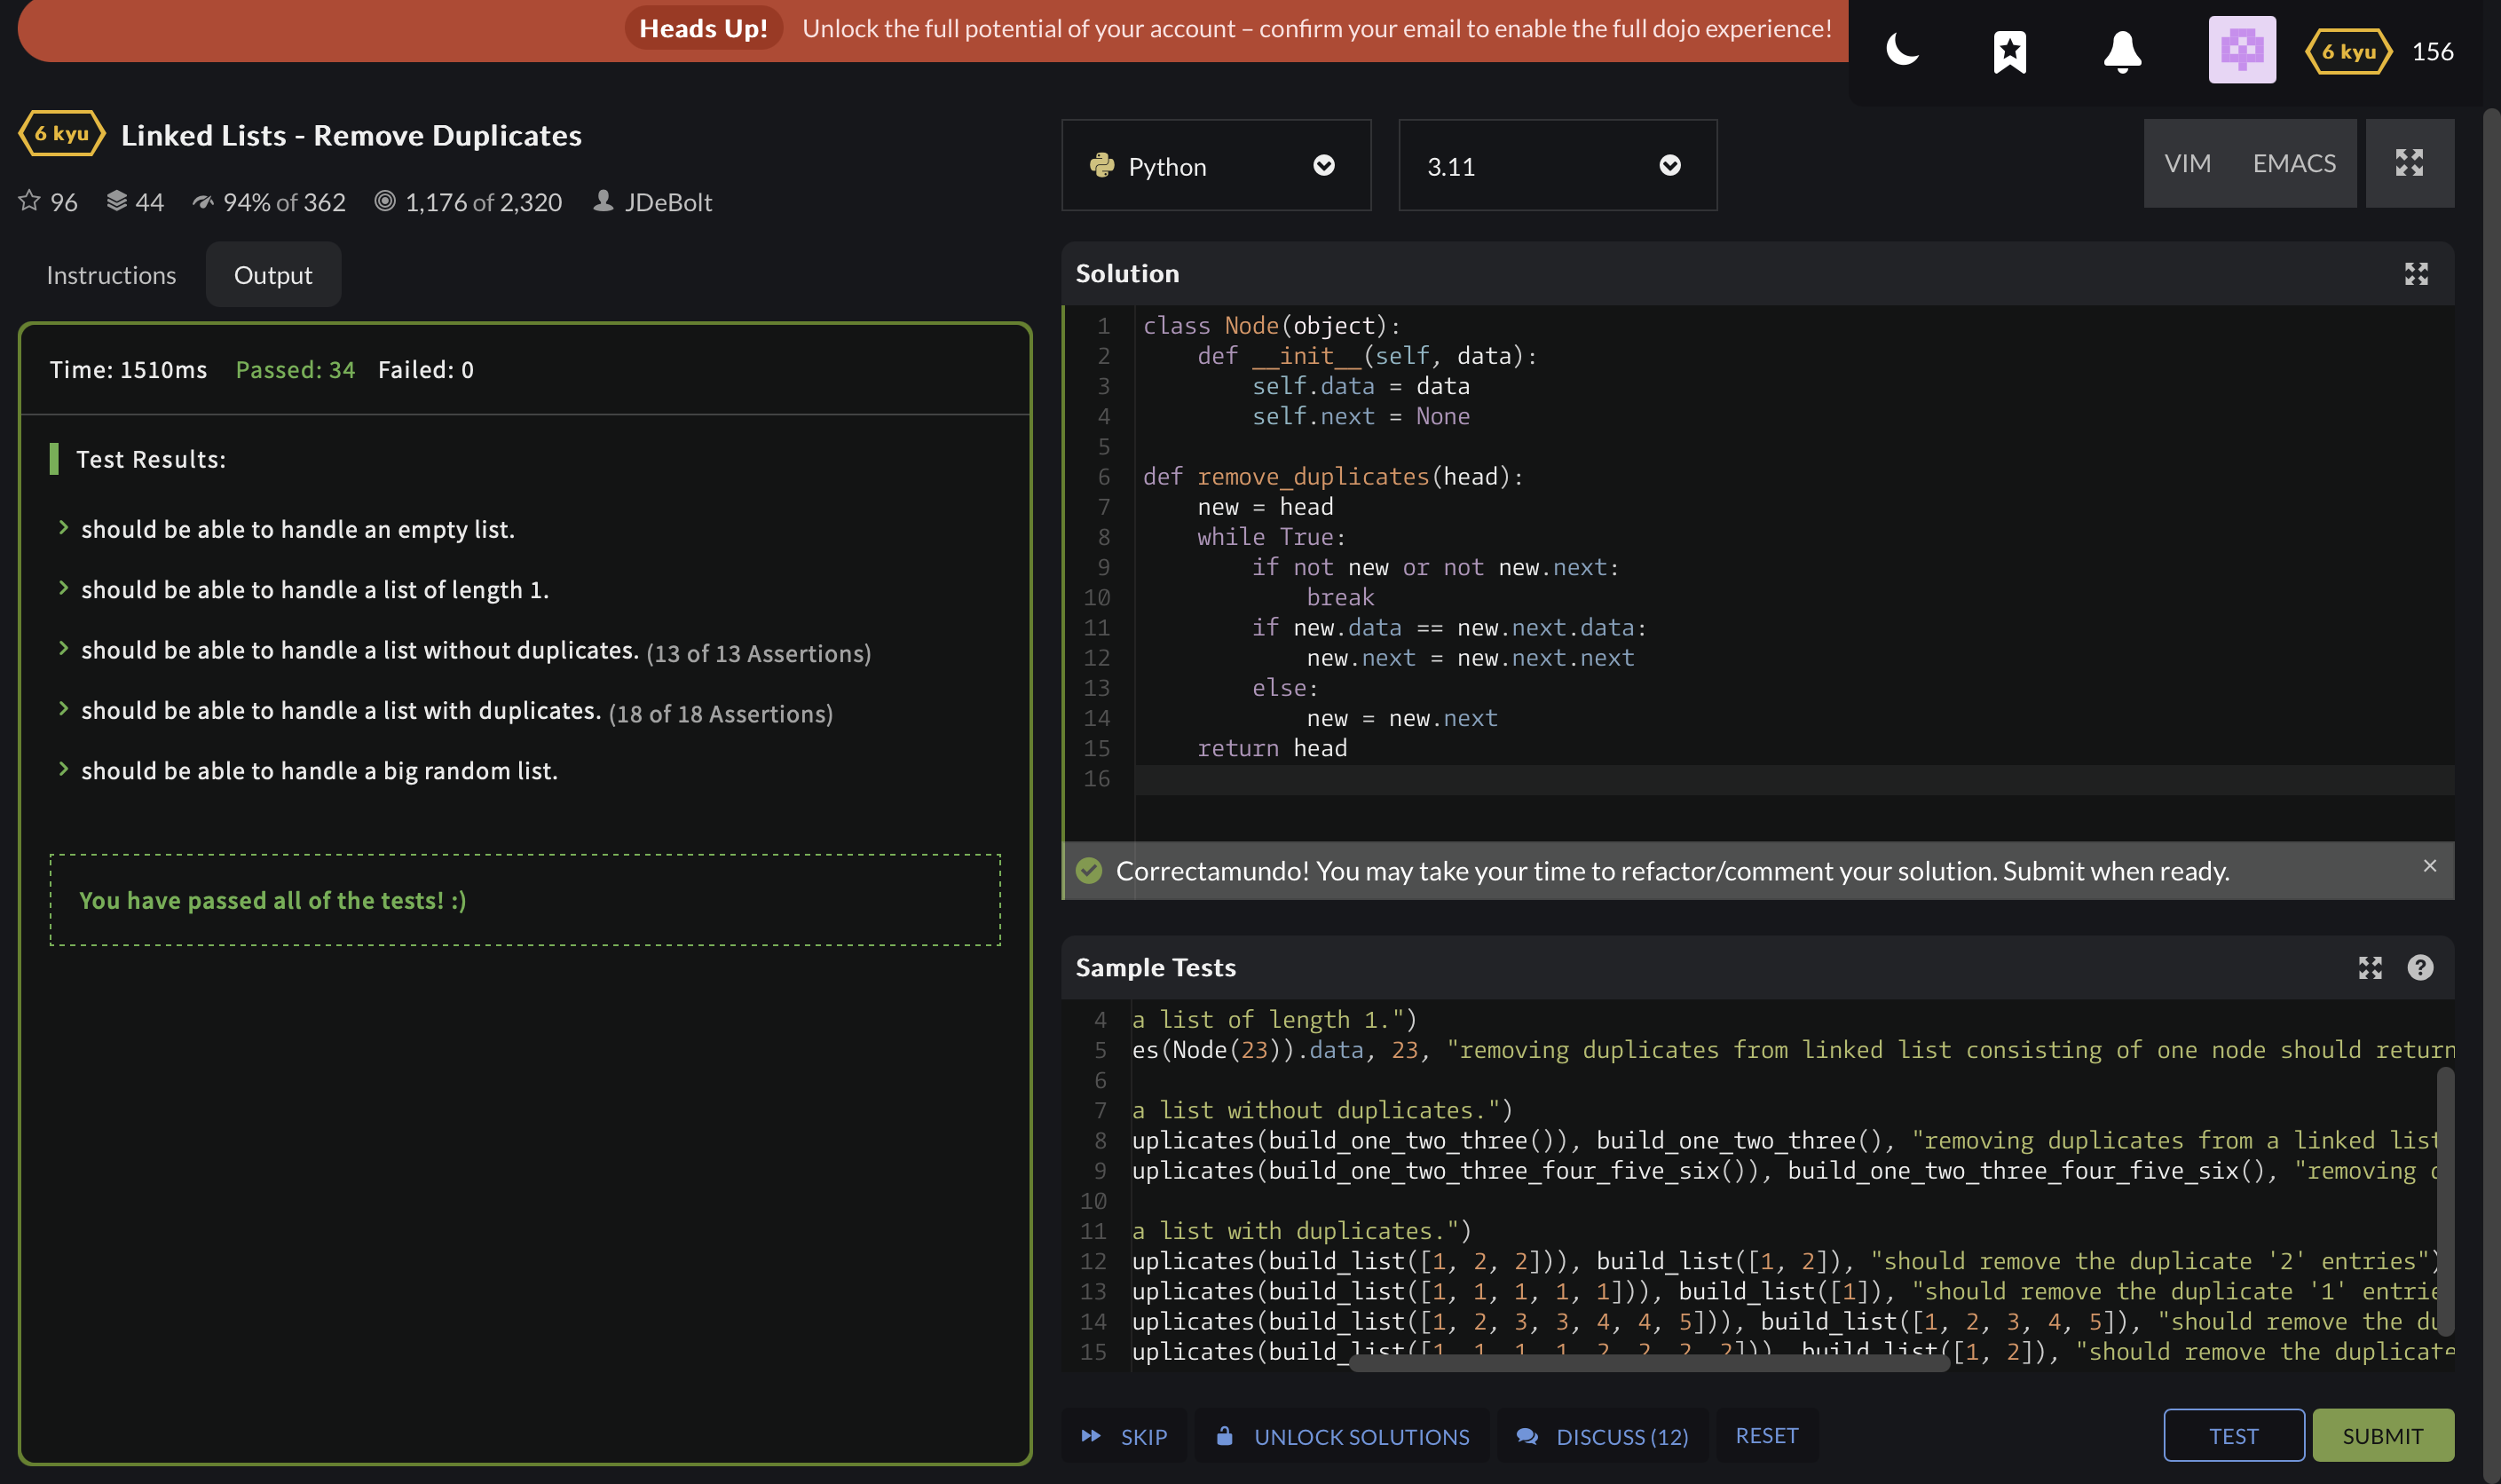 Heads Up! Unlock the full potential of your account – confirm your email to enable the full dojo experience!
6 kyu 156
6 kyu Linked Lists - Remove Duplicates
96 44 94% of 362 1,176 of 2,320 JDeBolt
Instructions Output
Time: 1510ms Passed: 34 Failed: 0
Test Results:
should be able to handle an empty list.
should be able to handle a list of length 1.
should be able to handle a list without duplicates. (13 of 13 Assertions)
should be able to handle a list with duplicates. (18 of 18 Assertions)
should be able to handle a big random list.
You have passed all of the tests! :)
Python 3.11 VIM EMACS
Solution
1 class Node(object):
2     def __init__(self, data):
3         self.data = data
4         self.next = None
5
6 def remove_duplicates(head):
7     new = head
8     while True:
9         if not new or not new.next:
10             break
11         if new.data == new.next.data:
12             new.next = new.next.next
13         else:
14             new = new.next
15     return head
16
Correctamundo! You may take your time to refactor/comment your solution. Submit when ready.
Sample Tests
4 a list of length 1.")
5 es(Node(23)).data, 23, "removing duplicates from linked list consisting of one node should return
6
7 a list without duplicates.")
8 uplicates(build_one_two_three()), build_one_two_three(), "removing duplicates from a linked list
9 uplicates(build_one_two_three_four_five_six()), build_one_two_three_four_five_six(), "removing
10
11 a list with duplicates.")
12 uplicates(build_list([1, 2, 2])), build_list([1, 2]), "should remove the duplicate '2' entries")
13 uplicates(build_list([1, 1, 1, 1, 1])), build_list([1]), "should remove the duplicate '1' entrie
14 uplicates(build_list([1, 2, 3, 3, 4, 4, 5])), build_list([1, 2, 3, 4, 5]), "should remove the du
15 uplicates(build_list([1, 1, 1, 1, 2, 2, 2, 2])), build_list([1, 2]), "should remove the duplicate
SKIP UNLOCK SOLUTIONS DISCUSS (12) RESET TEST SUBMIT